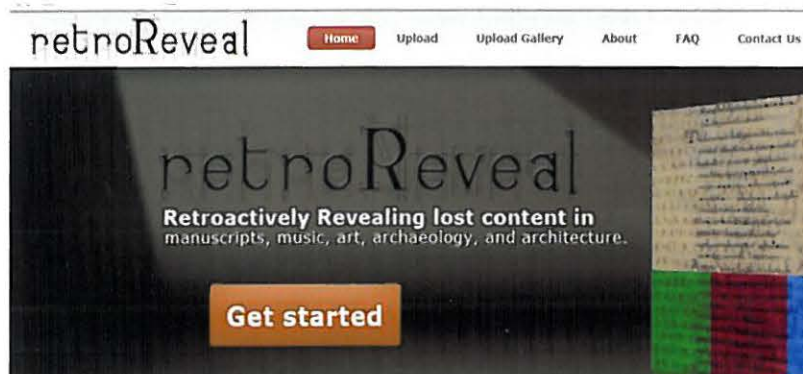 retroReveal
Home Upload Upload Gallery About FAQ Contact Us
retroReveal
Retroactively Revealing lost content in
manuscripts, music, art, archaeology, and architecture.
Get started